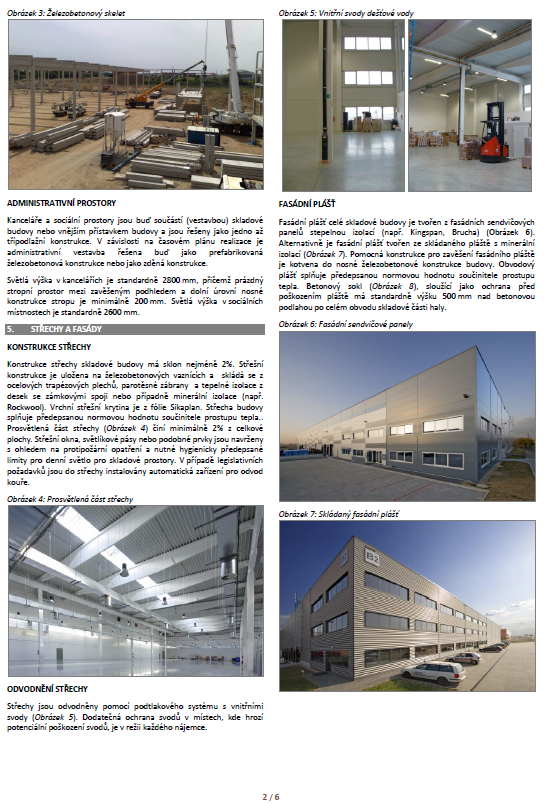 Obrázek 3: Železobetonový skelet
ADMINISTRATIVNÍ PROSTORY
Kanceláře a sociální prostory jsou buď součástí (vestavbou) skladové
budovy nebo vnějším přístavkem budovy a jsou řešeny jako jedno až
třípodlažní konstrukce. V závislosti na časovém plánu realizace je
administrativní vestavba řešena buď jako prefabrikovaná
železobetonová konstrukce nebo jako zděná konstrukce.
Světlá výška v kancelářích je standardně 2800 mm, přičemž prázdný
stropní prostor mezi zavěšeným podhledem a dolní úrovní nosné
konstrukce stropu je minimálně 200 mm. Světlá výška v sociálních
místnostech je standardně 2600 mm.
5. STŘECHY A FASÁDY
KONSTRUKCE STŘECHY
Konstrukce střechy skladové budovy má sklon nejméně 2%. Střešní
konstrukce je uložena na železobetonových vaznících a skládá se z
ocelových trapézových plechů, parotěsné zábrany a tepelné izolace z
desek se zámkovými spoji nebo případně minerální izolace (např.
Rockwool). Vrchní střešní krytina je z fólie Sikaplan. Střecha budovy
splňuje předepsanou normovou hodnotu součinitele prostupu tepla..
Prosvětlená část střechy (Obrázek 4) činí minimálně 2% z celkové
plochy. Střešní okna, světlíkové pásy nebo podobné prvky jsou navrženy
s ohledem na protipožární opatření a nutné hygienicky předepsané
limity pro denní světlo pro skladové prostory. V případě legislativních
požadavků jsou do střechy instalovány automatická zařízení pro odvod
kouře.
Obrázek 4: Prosvětlená část střechy
ODVODNĚNÍ STŘECHY
Střechy jsou odvodněny pomocí podtlakového systému s vnitřními
svody (Obrázek 5). Dodatečná ochrana svodů v místech, kde hrozí
potenciální poškození svodů, je v režii každého nájemce.
Obrázek 5: Vnitřní svody dešťové vody
FASÁDNÍ PLÁŠŤ
Fasádní plášť celé skladové budovy je tvořen z fasádních sendvičových
panelů stepelnou izolací (např. Kingspan, Brucha) (Obrázek 6).
Alternativně je fasádní plášť tvořen ze skládaného pláště s minerální
izolací (Obrázek 7). Pomocná konstrukce pro zavěšení fasádního pláště
je kotvena do nosné železobetonové konstrukce budovy. Obvodový
plášť splňuje předepsanou normovou hodnotu součinitele prostupu
tepla. Betonový sokl (Obrázek 8), sloužící jako ochrana před
poškozením pláště má standardně výšku 500 mm nad betonovou
podlahou po celém obvodu skladové části haly.
Obrázek 6: Fasádní sendvičové panely
Obrázek 7: Skládaný fasádní plášť
B2
2 / 6